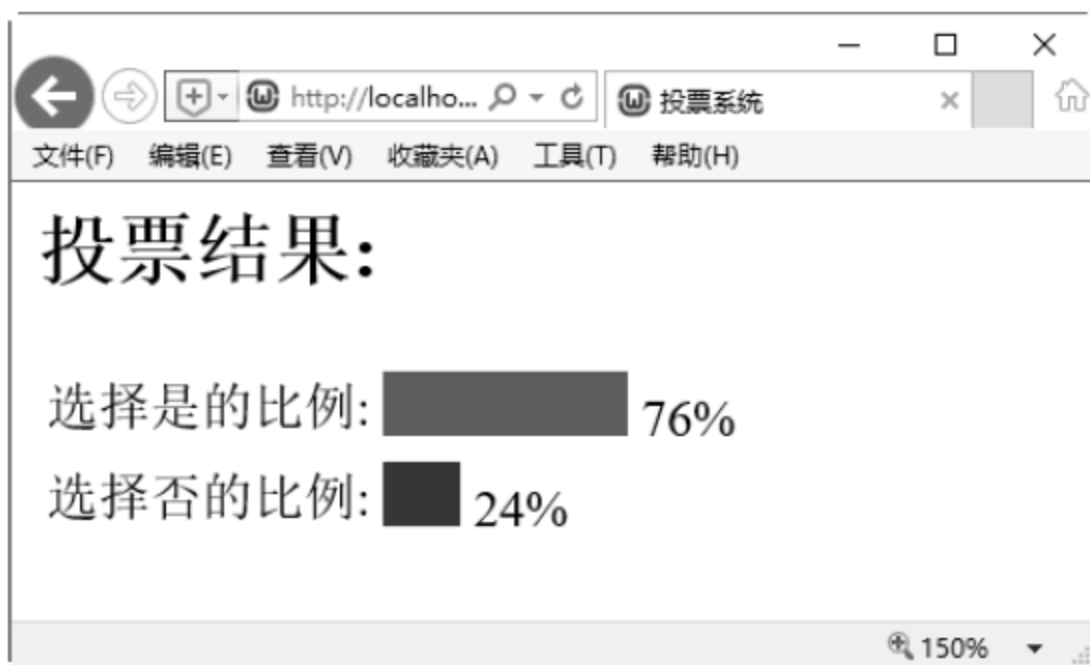 http://localho...
投票系统
文件(F) 编辑(E) 查看(V) 收藏夹(A) 工具(T) 帮助(H)
投票结果:
选择是的比例: 76%
选择否的比例: 24%
150%